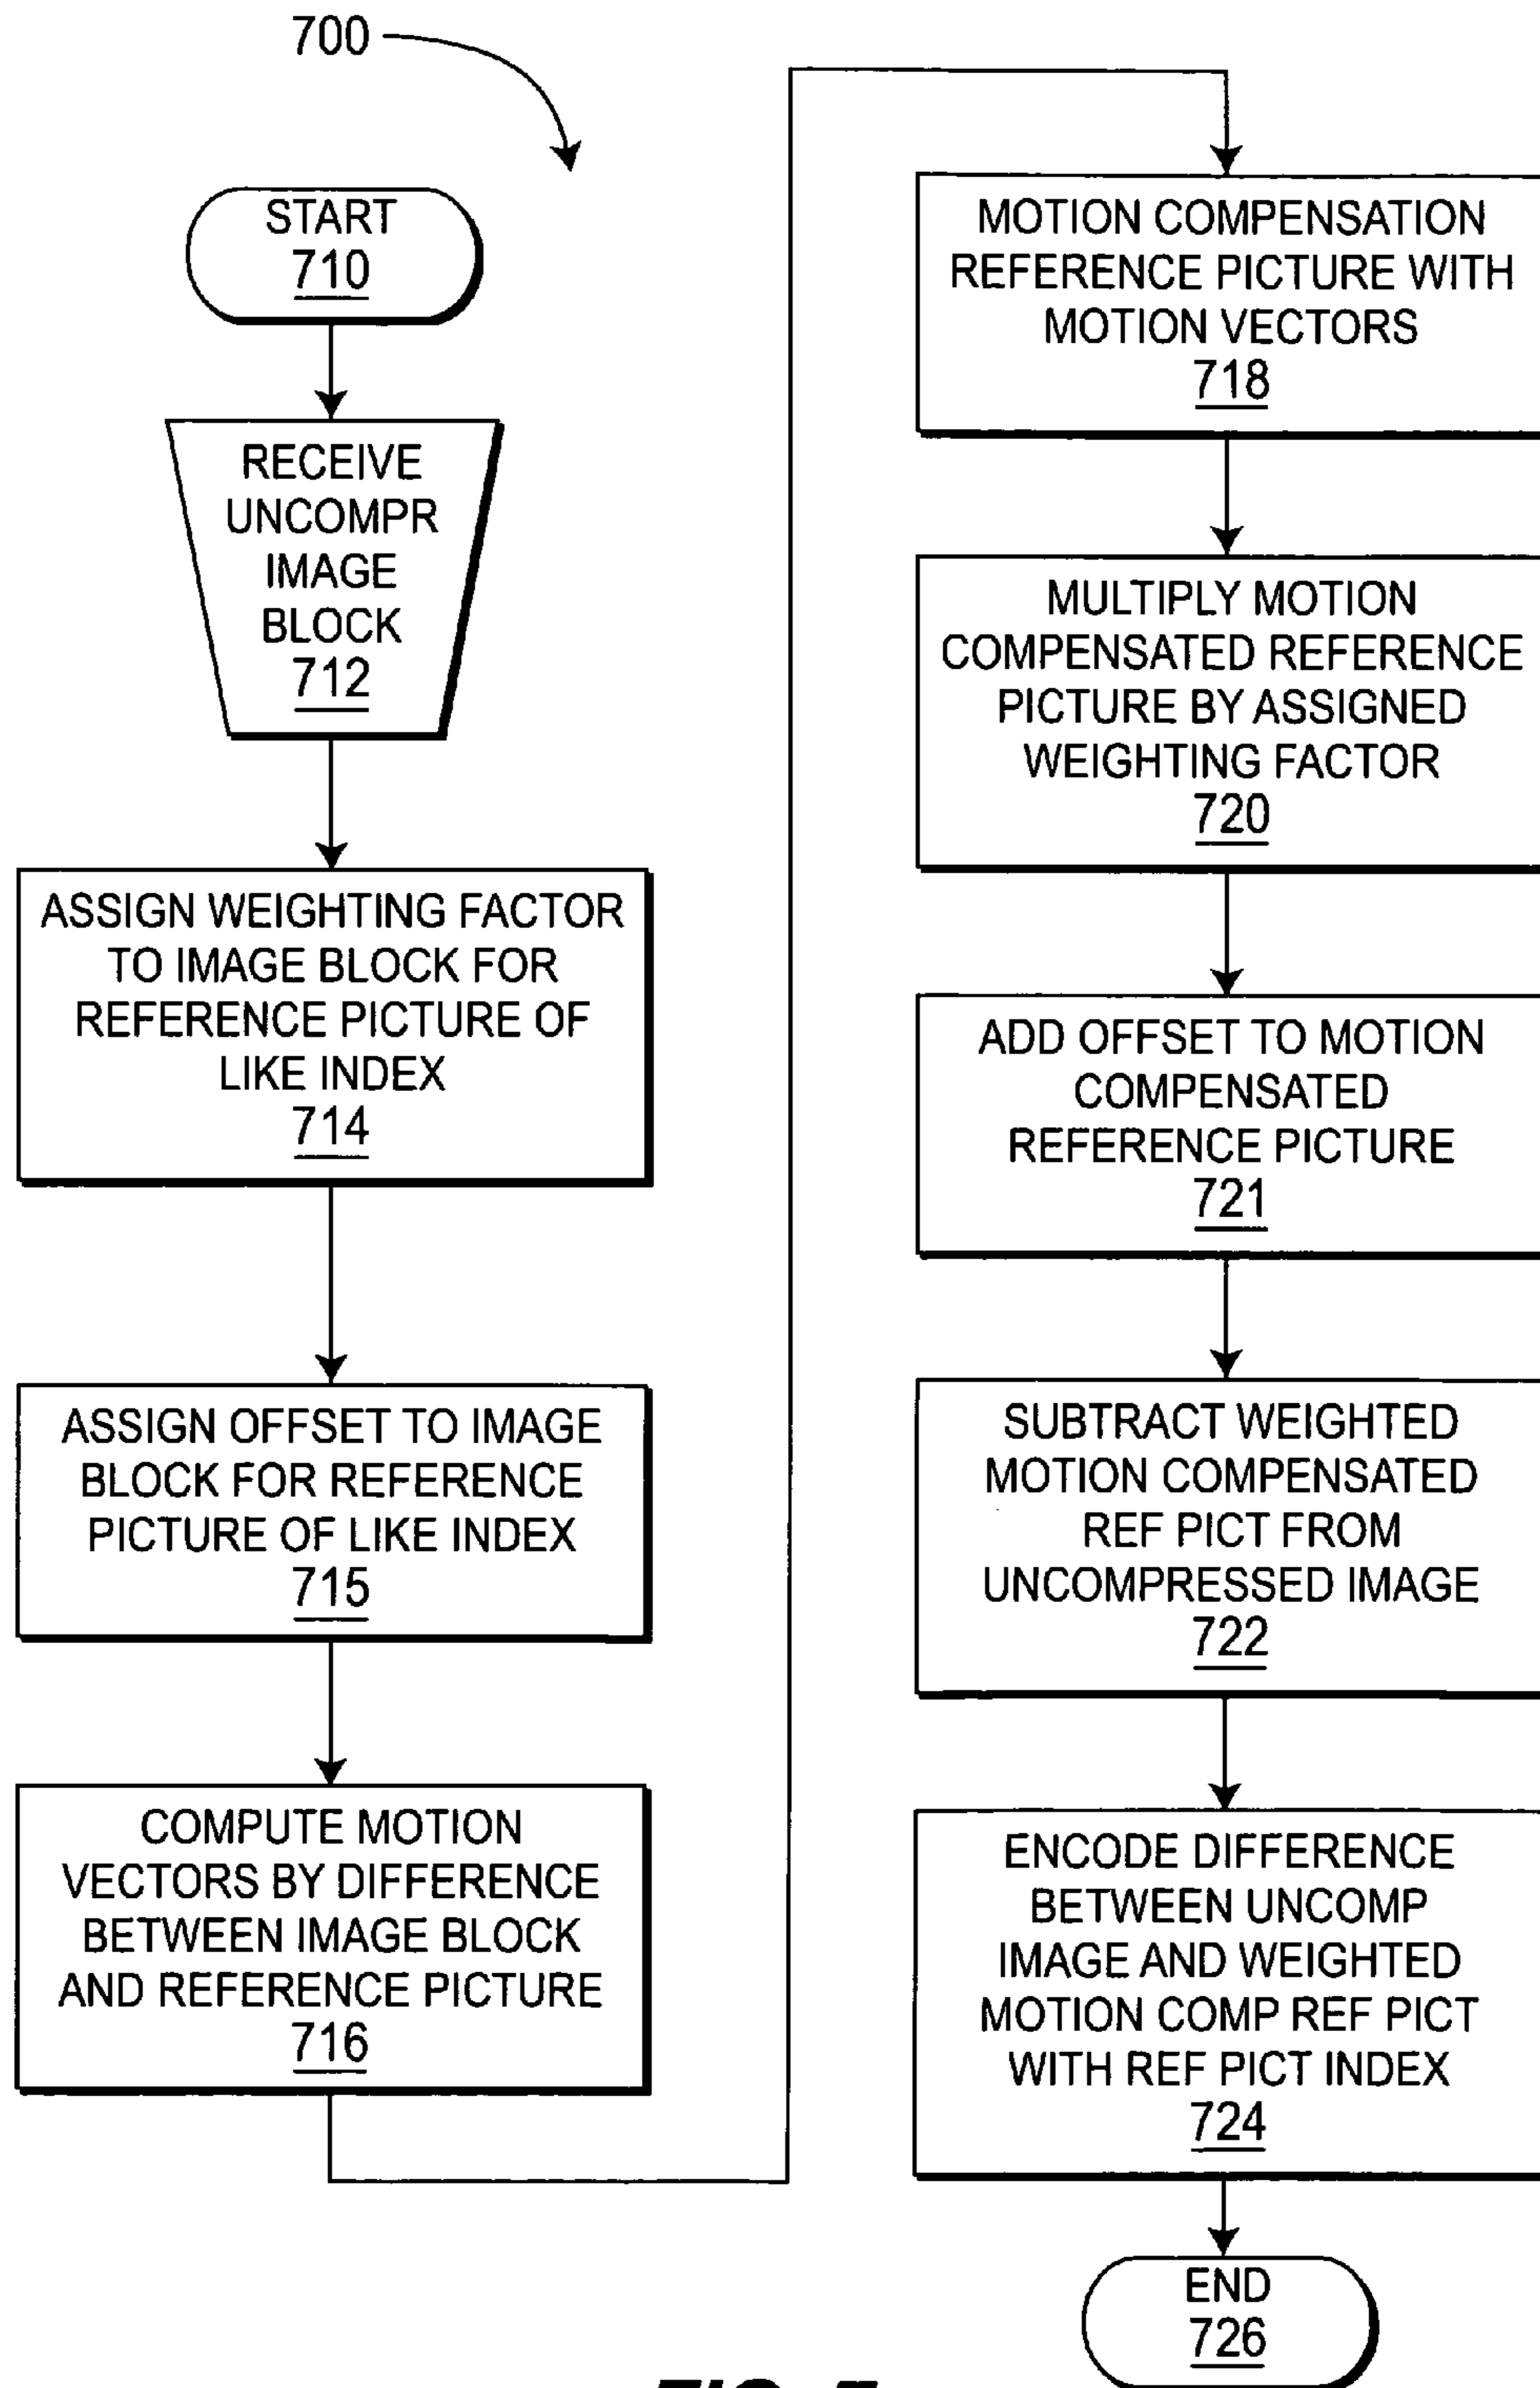 700
START
710
RECEIVE
UNCOMPR
IMAGE
BLOCK
712
ASSIGN WEIGHTING FACTOR
TO IMAGE BLOCK FOR
REFERENCE PICTURE OF
LIKE INDEX
714
ASSIGN OFFSET TO IMAGE
BLOCK FOR REFERENCE
PICTURE OF LIKE INDEX
715
COMPUTE MOTION
VECTORS BY DIFFERENCE
BETWEEN IMAGE BLOCK
AND REFERENCE PICTURE
716
MOTION COMPENSATION
REFERENCE PICTURE WITH
MOTION VECTORS
718
MULTIPLY MOTION
COMPENSATED REFERENCE
PICTURE BY ASSIGNED
WEIGHTING FACTOR
720
ADD OFFSET TO MOTION
COMPENSATED
REFERENCE PICTURE
721
SUBTRACT WEIGHTED
MOTION COMPENSATED
REF PICT FROM
UNCOMPRESSED IMAGE
722
ENCODE DIFFERENCE
BETWEEN UNCOMP
IMAGE AND WEIGHTED
MOTION COMP REF PICT
WITH REF PICT INDEX
724
END
726